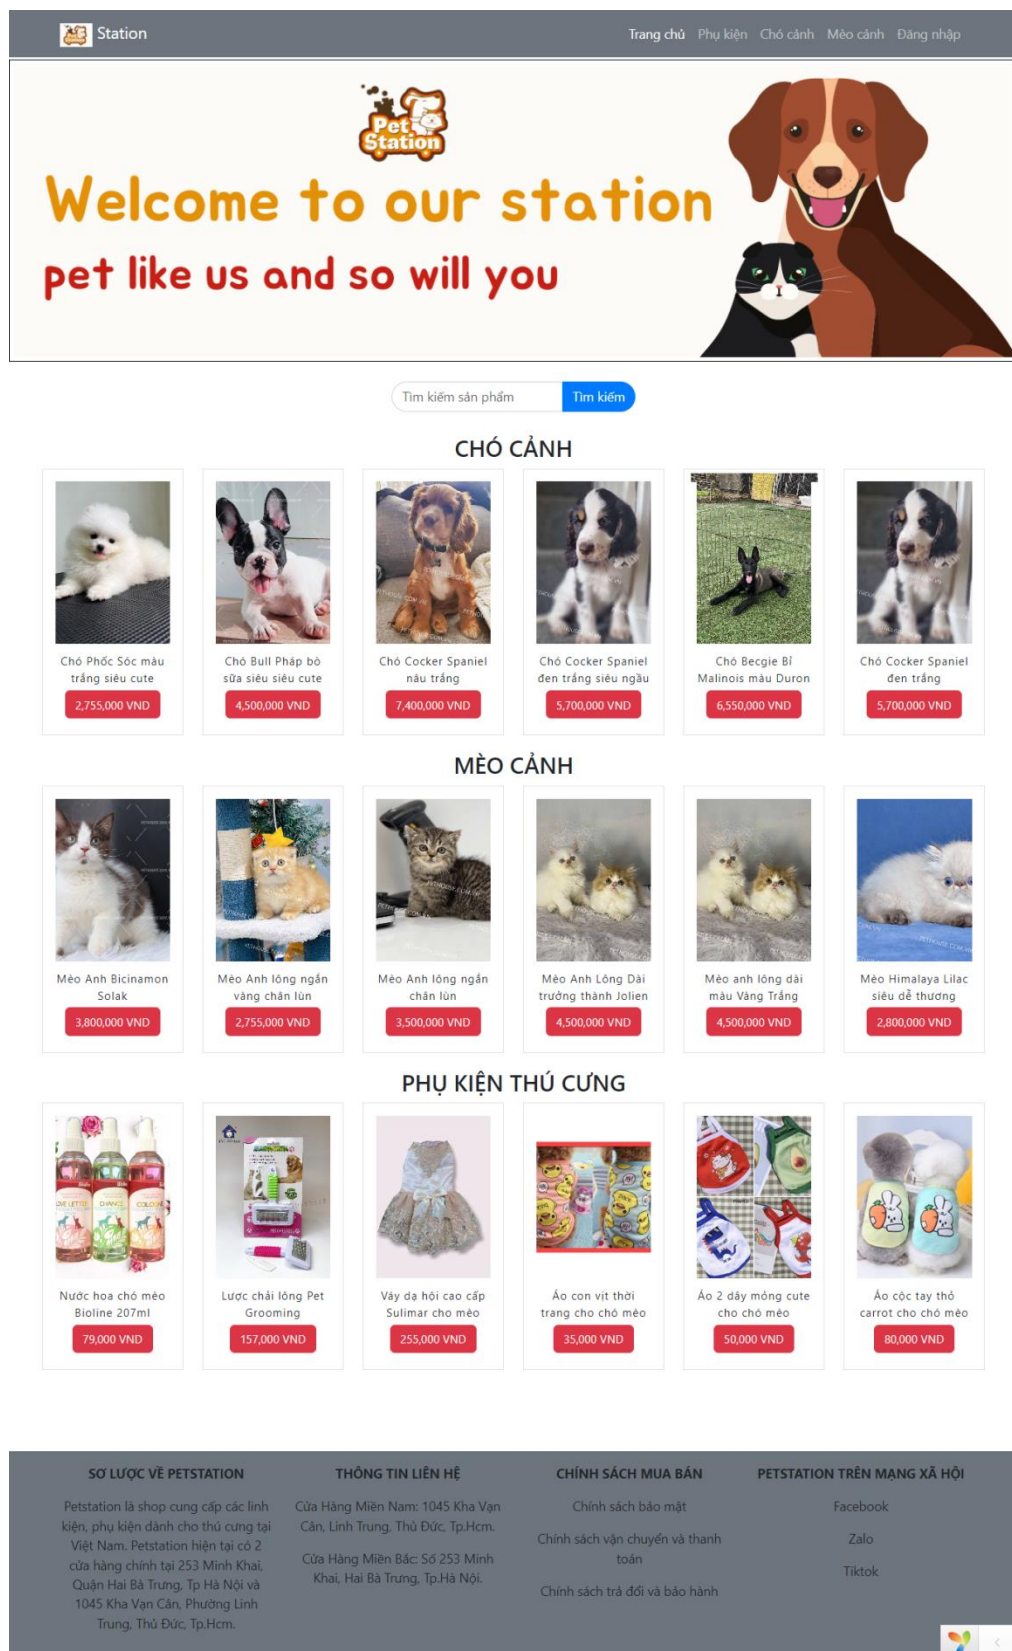 Station
Trang chủ Phụ kiện Chó cảnh Mèo cảnh Đăng nhập
Pet
Station
Welcome to our station
pet like us and so will you
Tìm kiếm sản phẩm Tìm kiếm
CHÓ CẢNH
Chó Phốc Sóc màu
trắng siêu cute
2,755,000 VND
Chó Bull Pháp bò
sữa siêu siêu cute
4,500,000 VND
Chó Cocker Spaniel
nâu trắng
7,400,000 VND
Chó Cocker Spaniel
đen trắng siêu ngầu
5,700,000 VND
Chó Becgie Bỉ
Malinois màu Duron
6,550,000 VND
Chó Cocker Spaniel
đen trắng
5,700,000 VND
MÈO CẢNH
Mèo Anh Bicinamon
Solak
3,800,000 VND
Mèo Anh lông ngắn
vàng chân lùn
2,755,000 VND
Mèo Anh lông ngắn
chân lùn
3,500,000 VND
Mèo Anh Lông Dài
trưởng thành Jolien
4,500,000 VND
Mèo anh lông dài
màu Vàng Trắng
4,500,000 VND
Mèo Himalaya Lilac
siêu dễ thương
2,800,000 VND
PHỤ KIỆN THÚ CƯNG
Nước hoa chó mèo
Bioline 207ml
79,000 VND
Lược chải lông Pet
Grooming
157,000 VND
Váy dạ hội cao cấp
Sulimar cho mèo
255,000 VND
Áo con vịt thời
trang cho chó mèo
35,000 VND
Áo 2 dây mỏng cute
cho chó mèo
50,000 VND
Áo cộc tay thỏ
carrot cho chó mèo
80,000 VND
SƠ LƯỢC VỀ PETSTATION
Petstation là shop cung cấp các linh
kiện, phụ kiện dành cho thú cưng tại
Việt Nam. Petstation hiện tại có 2
cửa hàng chính tại 253 Minh Khai,
Quận Hai Bà Trưng, Tp Hà Nội và
1045 Kha Vạn Cân, Phường Linh
Trung, Thủ Đức, Tp.Hcm.
THÔNG TIN LIÊN HỆ
Cửa Hàng Miền Nam: 1045 Kha Vạn
Cân, Linh Trung, Thủ Đức, Tp.Hcm.
Cửa Hàng Miền Bắc: Số 253 Minh
Khai, Hai Bà Trưng, Tp.Hà Nội.
CHÍNH SÁCH MUA BÁN
Chính sách bảo mật
Chính sách vận chuyển và thanh
toán
Chính sách trả đổi và bảo hành
PETSTATION TRÊN MẠNG XÃ HỘI
Facebook
Zalo
Tiktok